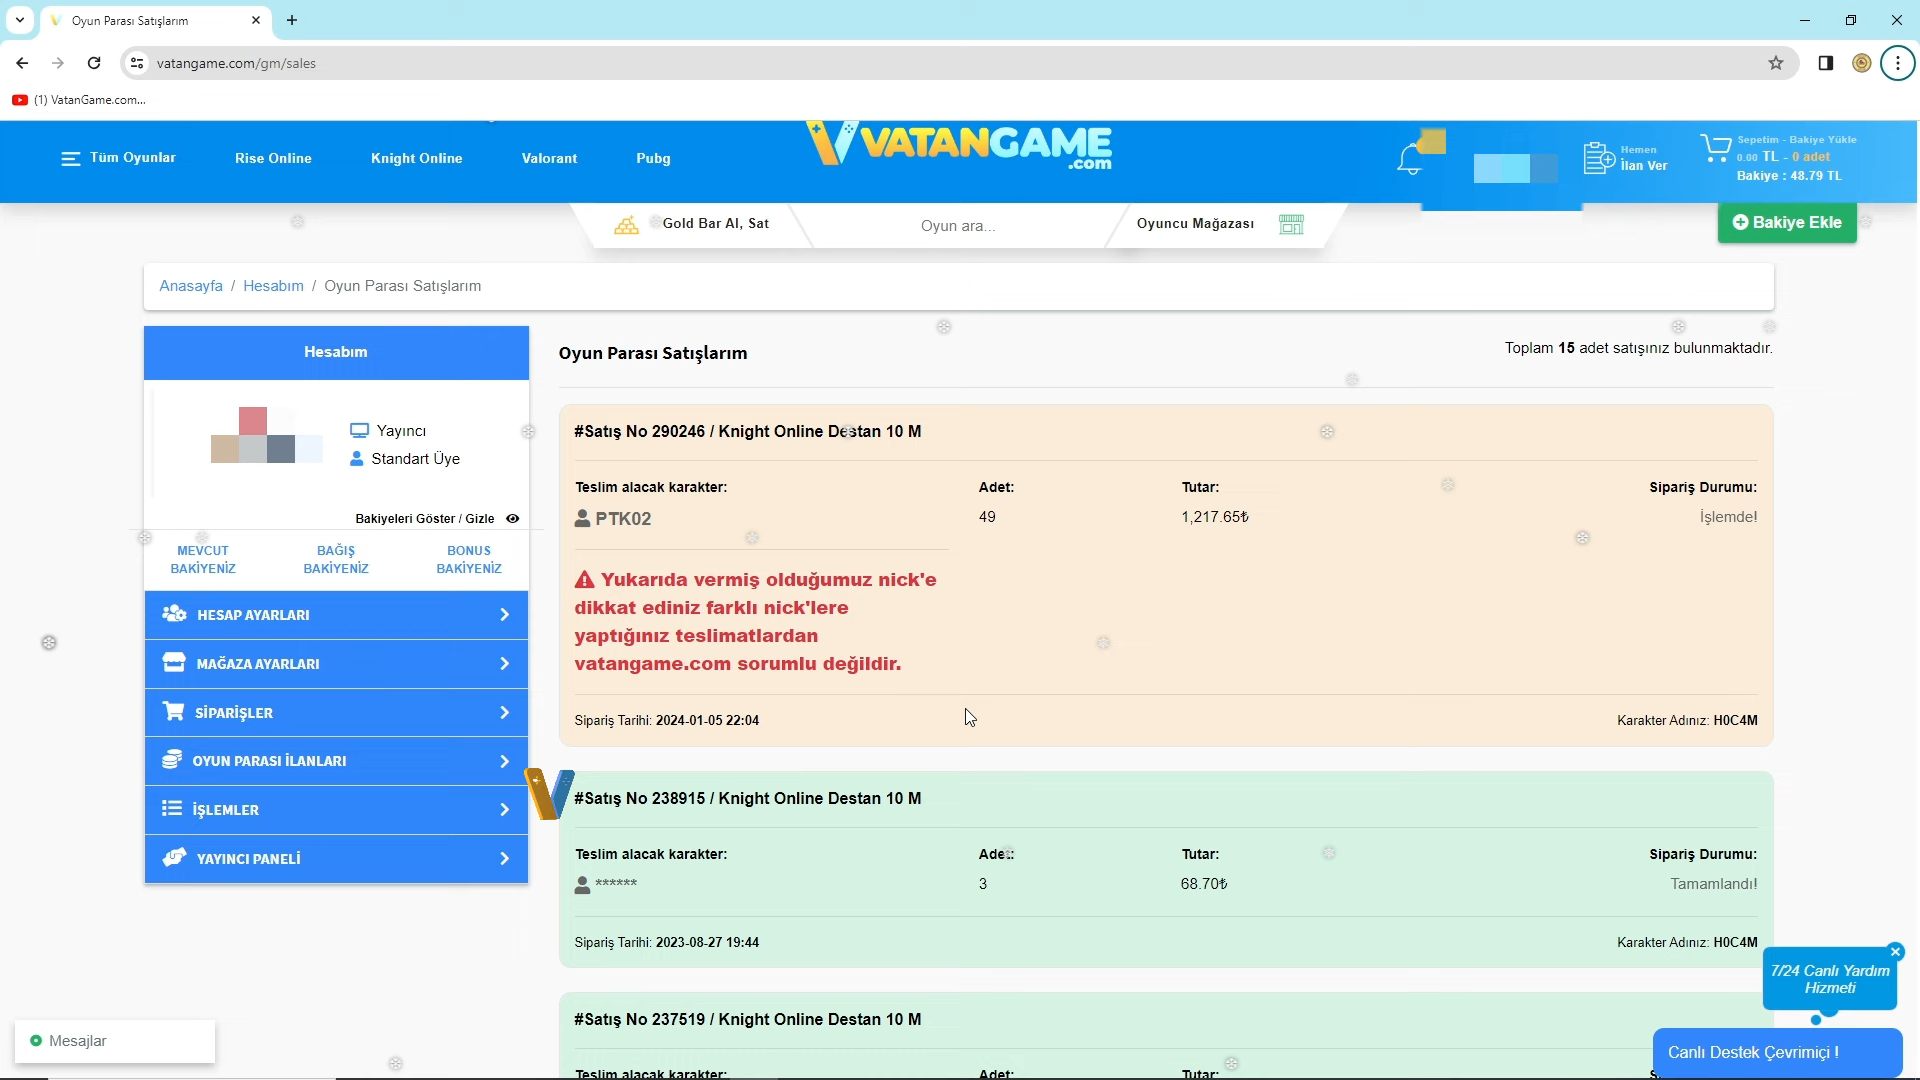 Oyun Parası Satışlarım
vatangame.com/gm/sales
(1) VatanGame.com...
Tüm Oyunlar
Rise Online
Knight Online
Valorant
Pubg
VATANGAME
.com
Hemen
İlan Ver
Sepetim - Bakiye Yükle
0.00 TL - 0 adet
Bakiye : 48.79 TL
Gold Bar Al, Sat
Oyun ara...
Oyuncu Mağazası
Bakiye Ekle
Anasayfa / Hesabım / Oyun Parası Satışlarım
Hesabım
Yayıncı
Standart Üye
Bakiyeleri Göster / Gizle
MEVCUT BAKİYENİZ
BAĞIŞ BAKİYENİZ
BONUS BAKİYENİZ
HESAP AYARLARI
MAĞAZA AYARLARI
SİPARİŞLER
OYUN PARASI İLANLARI
İŞLEMLER
YAYINCI PANELİ
Oyun Parası Satışlarım
Toplam 15 adet satışınız bulunmaktadır.
#Satış No 290246 / Knight Online Destan 10 M
Teslim alacak karakter: Adet: Tutar: Sipariş Durumu:
PTK02 49 1,217.65₺ İşlemde!
Yukarıda vermiş olduğumuz nick'e
dikkat ediniz farklı nick'lere
yaptığınız teslimatlardan
vatangame.com sorumlu değildir.
Sipariş Tarihi: 2024-01-05 22:04 Karakter Adınız: H0C4M
#Satış No 238915 / Knight Online Destan 10 M
Teslim alacak karakter: Adet: Tutar: Sipariş Durumu:
****** 3 68.70₺ Tamamlandı!
Sipariş Tarihi: 2023-08-27 19:44 Karakter Adınız: H0C4M
#Satış No 237519 / Knight Online Destan 10 M
Teslim alacak karakter: Adet: Tutar:
7/24 Canlı Yardım
Hizmeti
Canlı Destek Çevrimiçi !
Mesajlar